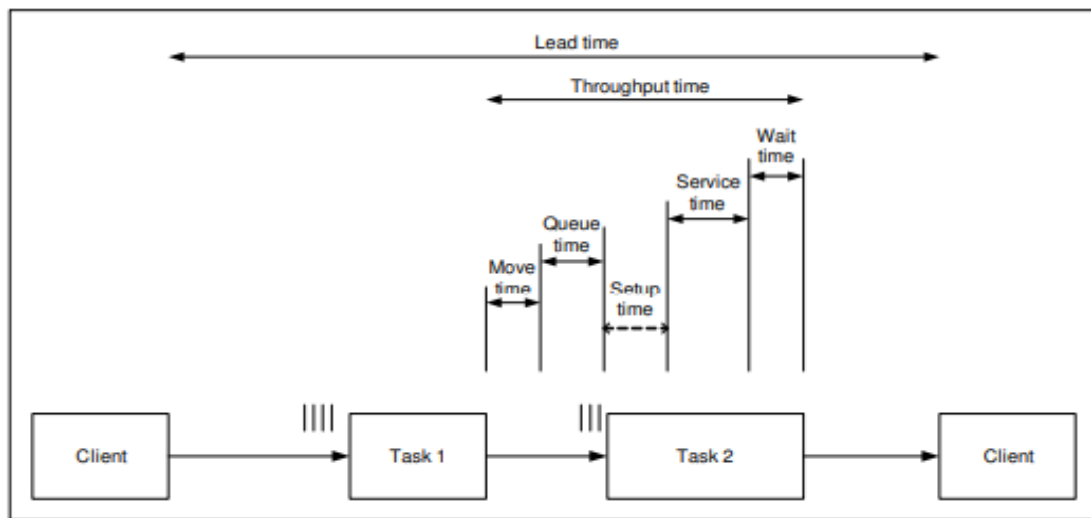 Lead time
Throughput time
Wait
time
Service
time
Queue
time
Move
time
Setup
time
Client
Task 1
Task 2
Client